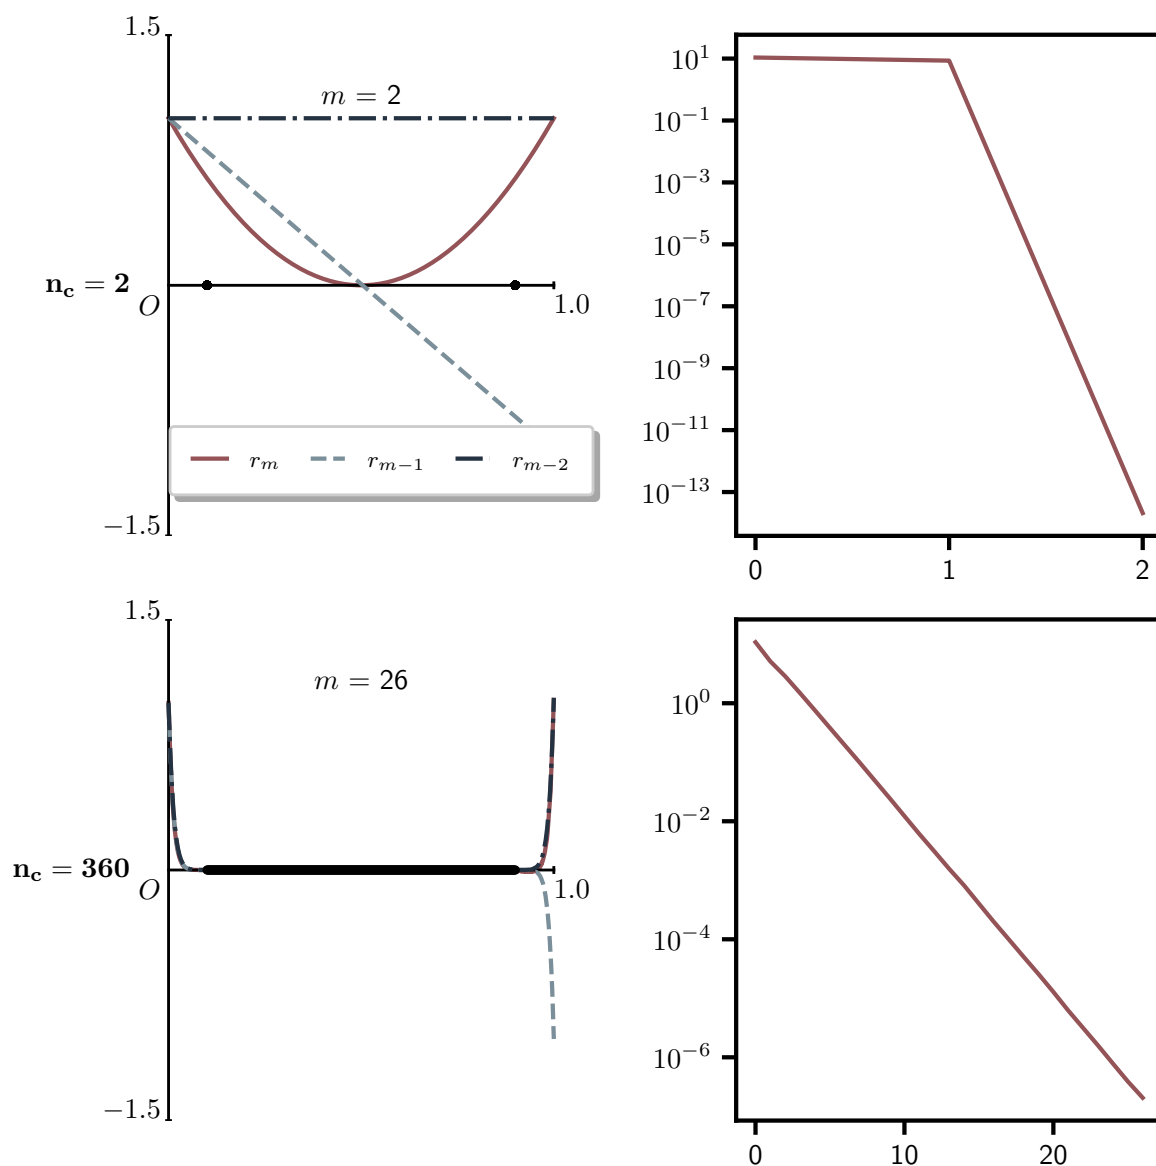 1.5
m = 2
n_c = 2
O
1.0
r_m r_{m−1} r_{m−2}
−1.5
10^1
10^{−1}
10^{−3}
10^{−5}
10^{−7}
10^{−9}
10^{−11}
10^{−13}
0 1 2
1.5
m = 26
n_c = 360
O
1.0
−1.5
10^0
10^{−2}
10^{−4}
10^{−6}
0 10 20